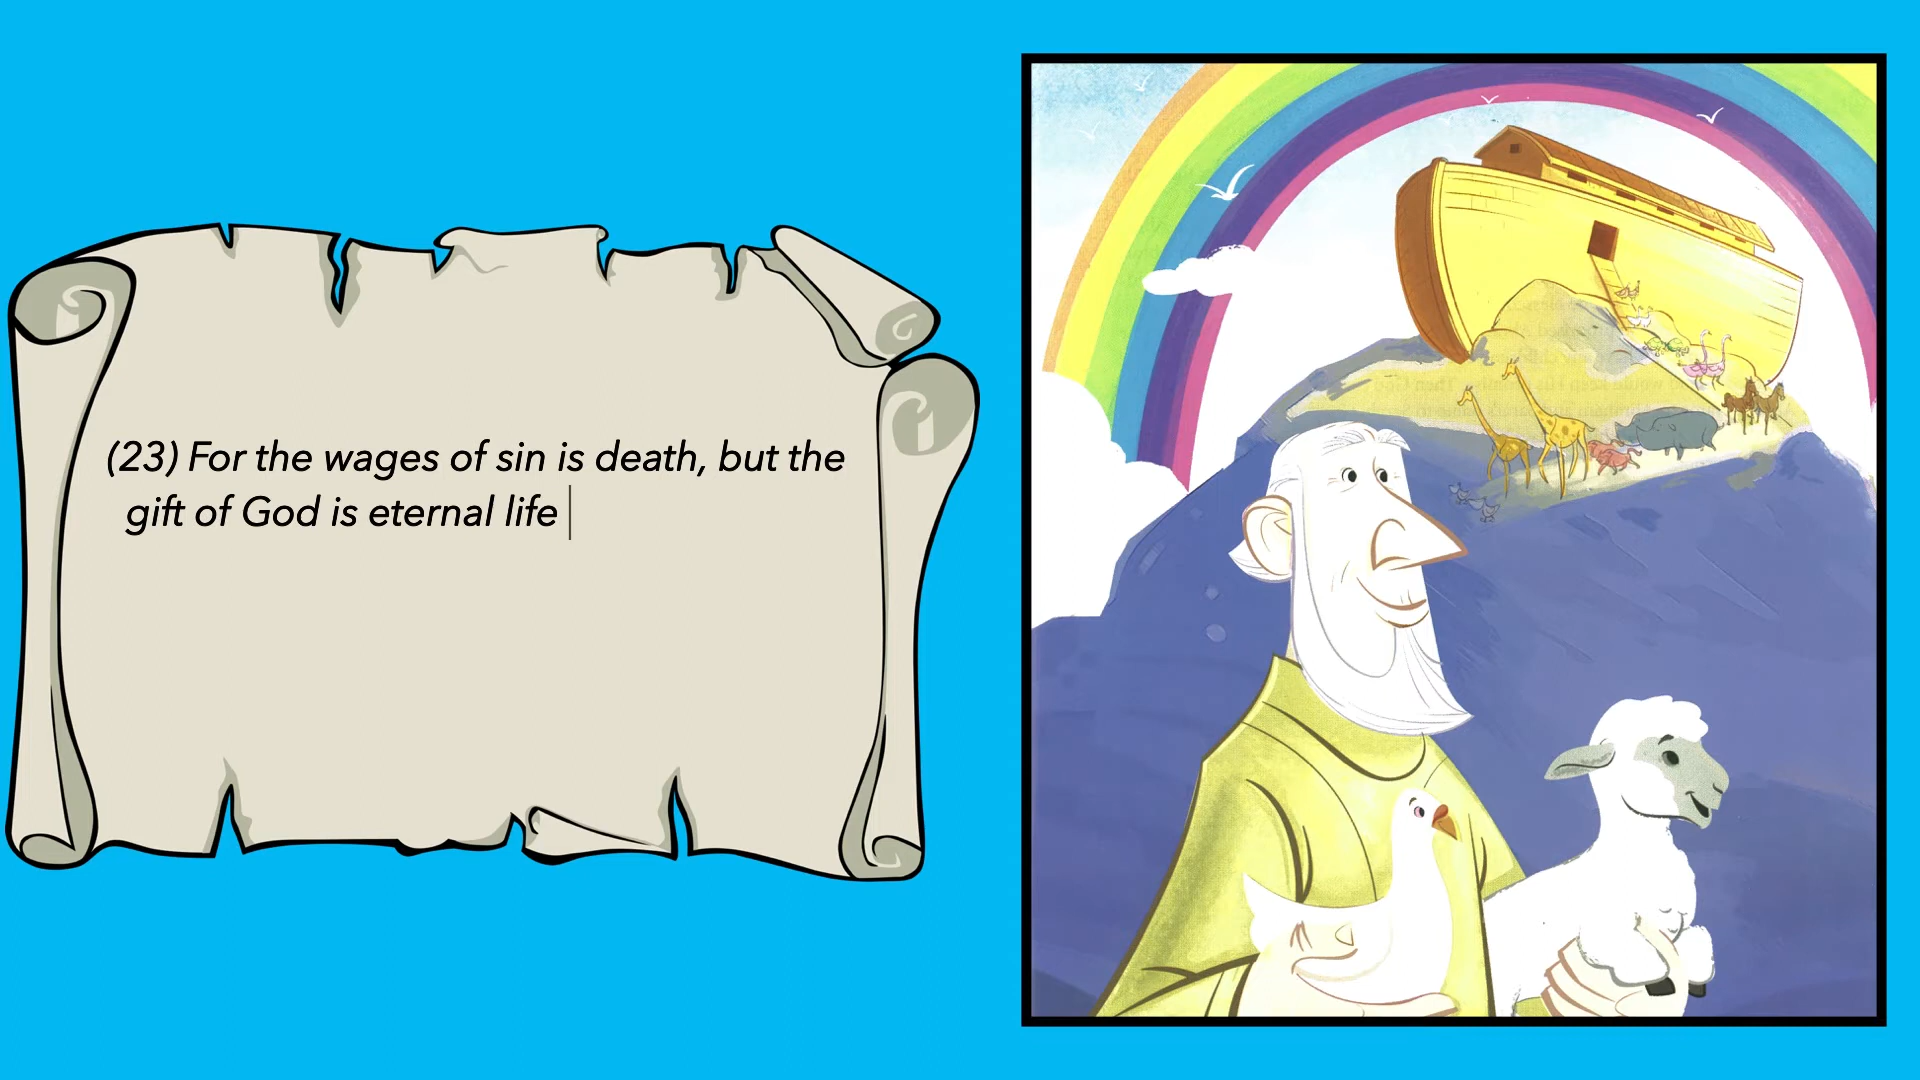 (23) For the wages of sin is death, but the
gift of God is eternal life